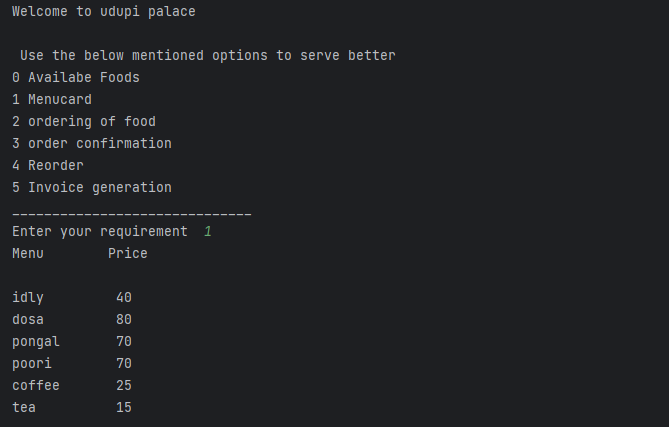 Welcome to udupi palace
Use the below mentioned options to serve better
0 Availabe Foods
1 Menucard
2 ordering of food
3 order confirmation
4 Reorder
5 Invoice generation
______________________________
Enter your requirement  1
Menu        Price
idly         40
dosa         80
pongal       70
poori        70
coffee       25
tea          15